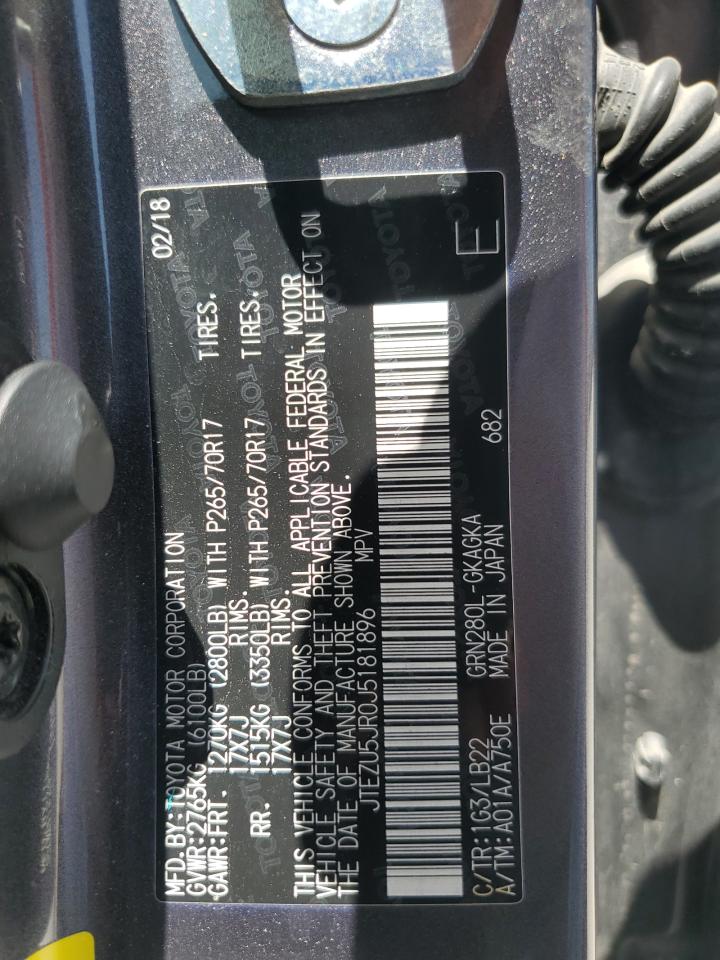 MFD. BY: TOYOTA MOTOR CORPORATION 02/18
GVWR: 2765KG (6100LB)
GAWR: FRT. 1270KG (2800LB) WITH P265/70R17 TIRES.
17X7J RIMS.
RR. 1515KG (3350LB) WITH P265/70R17 TIRES.
17X7J RIMS.
THIS VEHICLE CONFORMS TO ALL APPLICABLE FEDERAL MOTOR
VEHICLE SAFETY AND THEFT PREVENTION STANDARDS IN EFFECT ON
THE DATE OF MANUFACTURE SHOWN ABOVE.
JTEZU5JR0J5181896 MPV
C/TR: 1G3/LB22 GRN280L-GKAGKA 682
A/TM: A01A/A750E MADE IN JAPAN
E